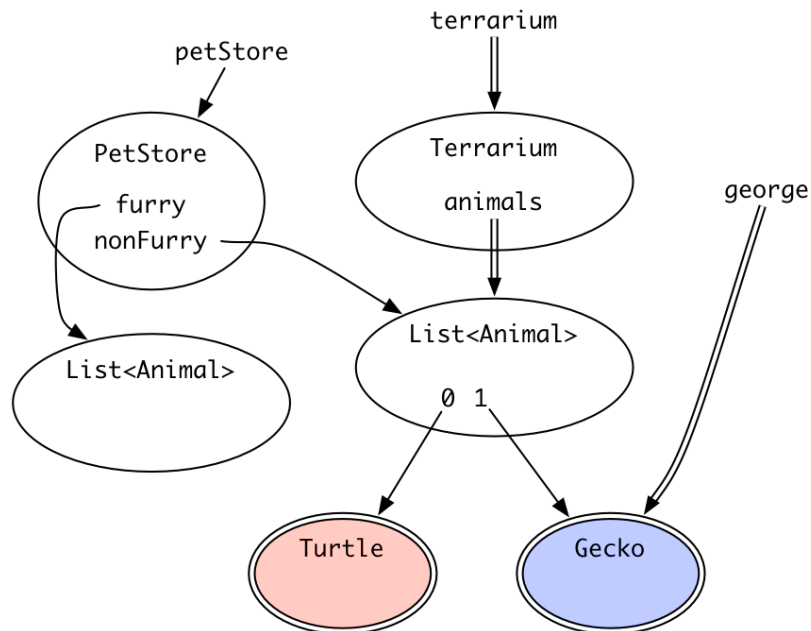 terrarium
petStore
PetStore
furry
nonFurry
Terrarium
animals
george
List<Animal>
List<Animal>
0 1
Turtle
Gecko